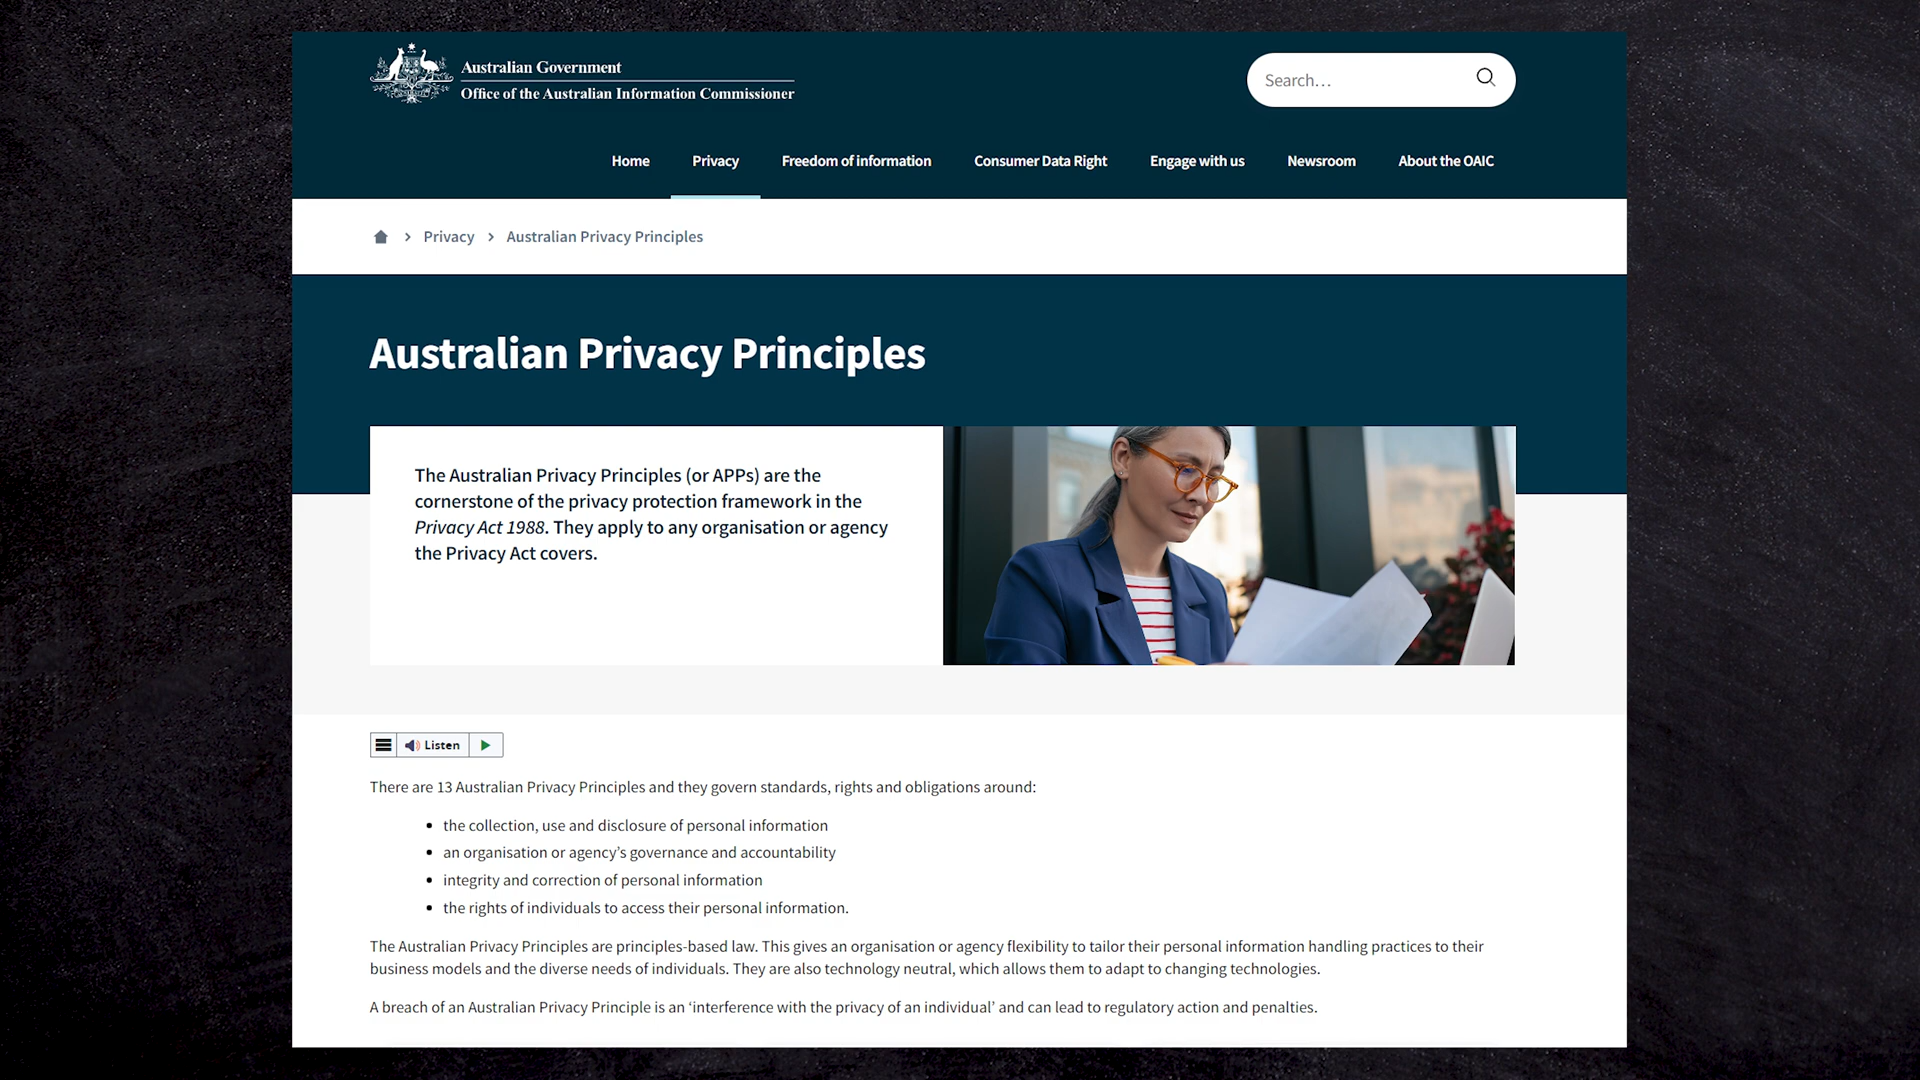 Australian Government
Office of the Australian Information Commissioner
Search...
Home Privacy Freedom of information Consumer Data Right Engage with us Newsroom About the OAIC
Privacy > Australian Privacy Principles
Australian Privacy Principles
The Australian Privacy Principles (or APPs) are the
cornerstone of the privacy protection framework in the
Privacy Act 1988. They apply to any organisation or agency
the Privacy Act covers.
Listen
There are 13 Australian Privacy Principles and they govern standards, rights and obligations around:
• the collection, use and disclosure of personal information
• an organisation or agency’s governance and accountability
• integrity and correction of personal information
• the rights of individuals to access their personal information.
The Australian Privacy Principles are principles-based law. This gives an organisation or agency flexibility to tailor their personal information handling practices to their
business models and the diverse needs of individuals. They are also technology neutral, which allows them to adapt to changing technologies.
A breach of an Australian Privacy Principle is an ‘interference with the privacy of an individual’ and can lead to regulatory action and penalties.